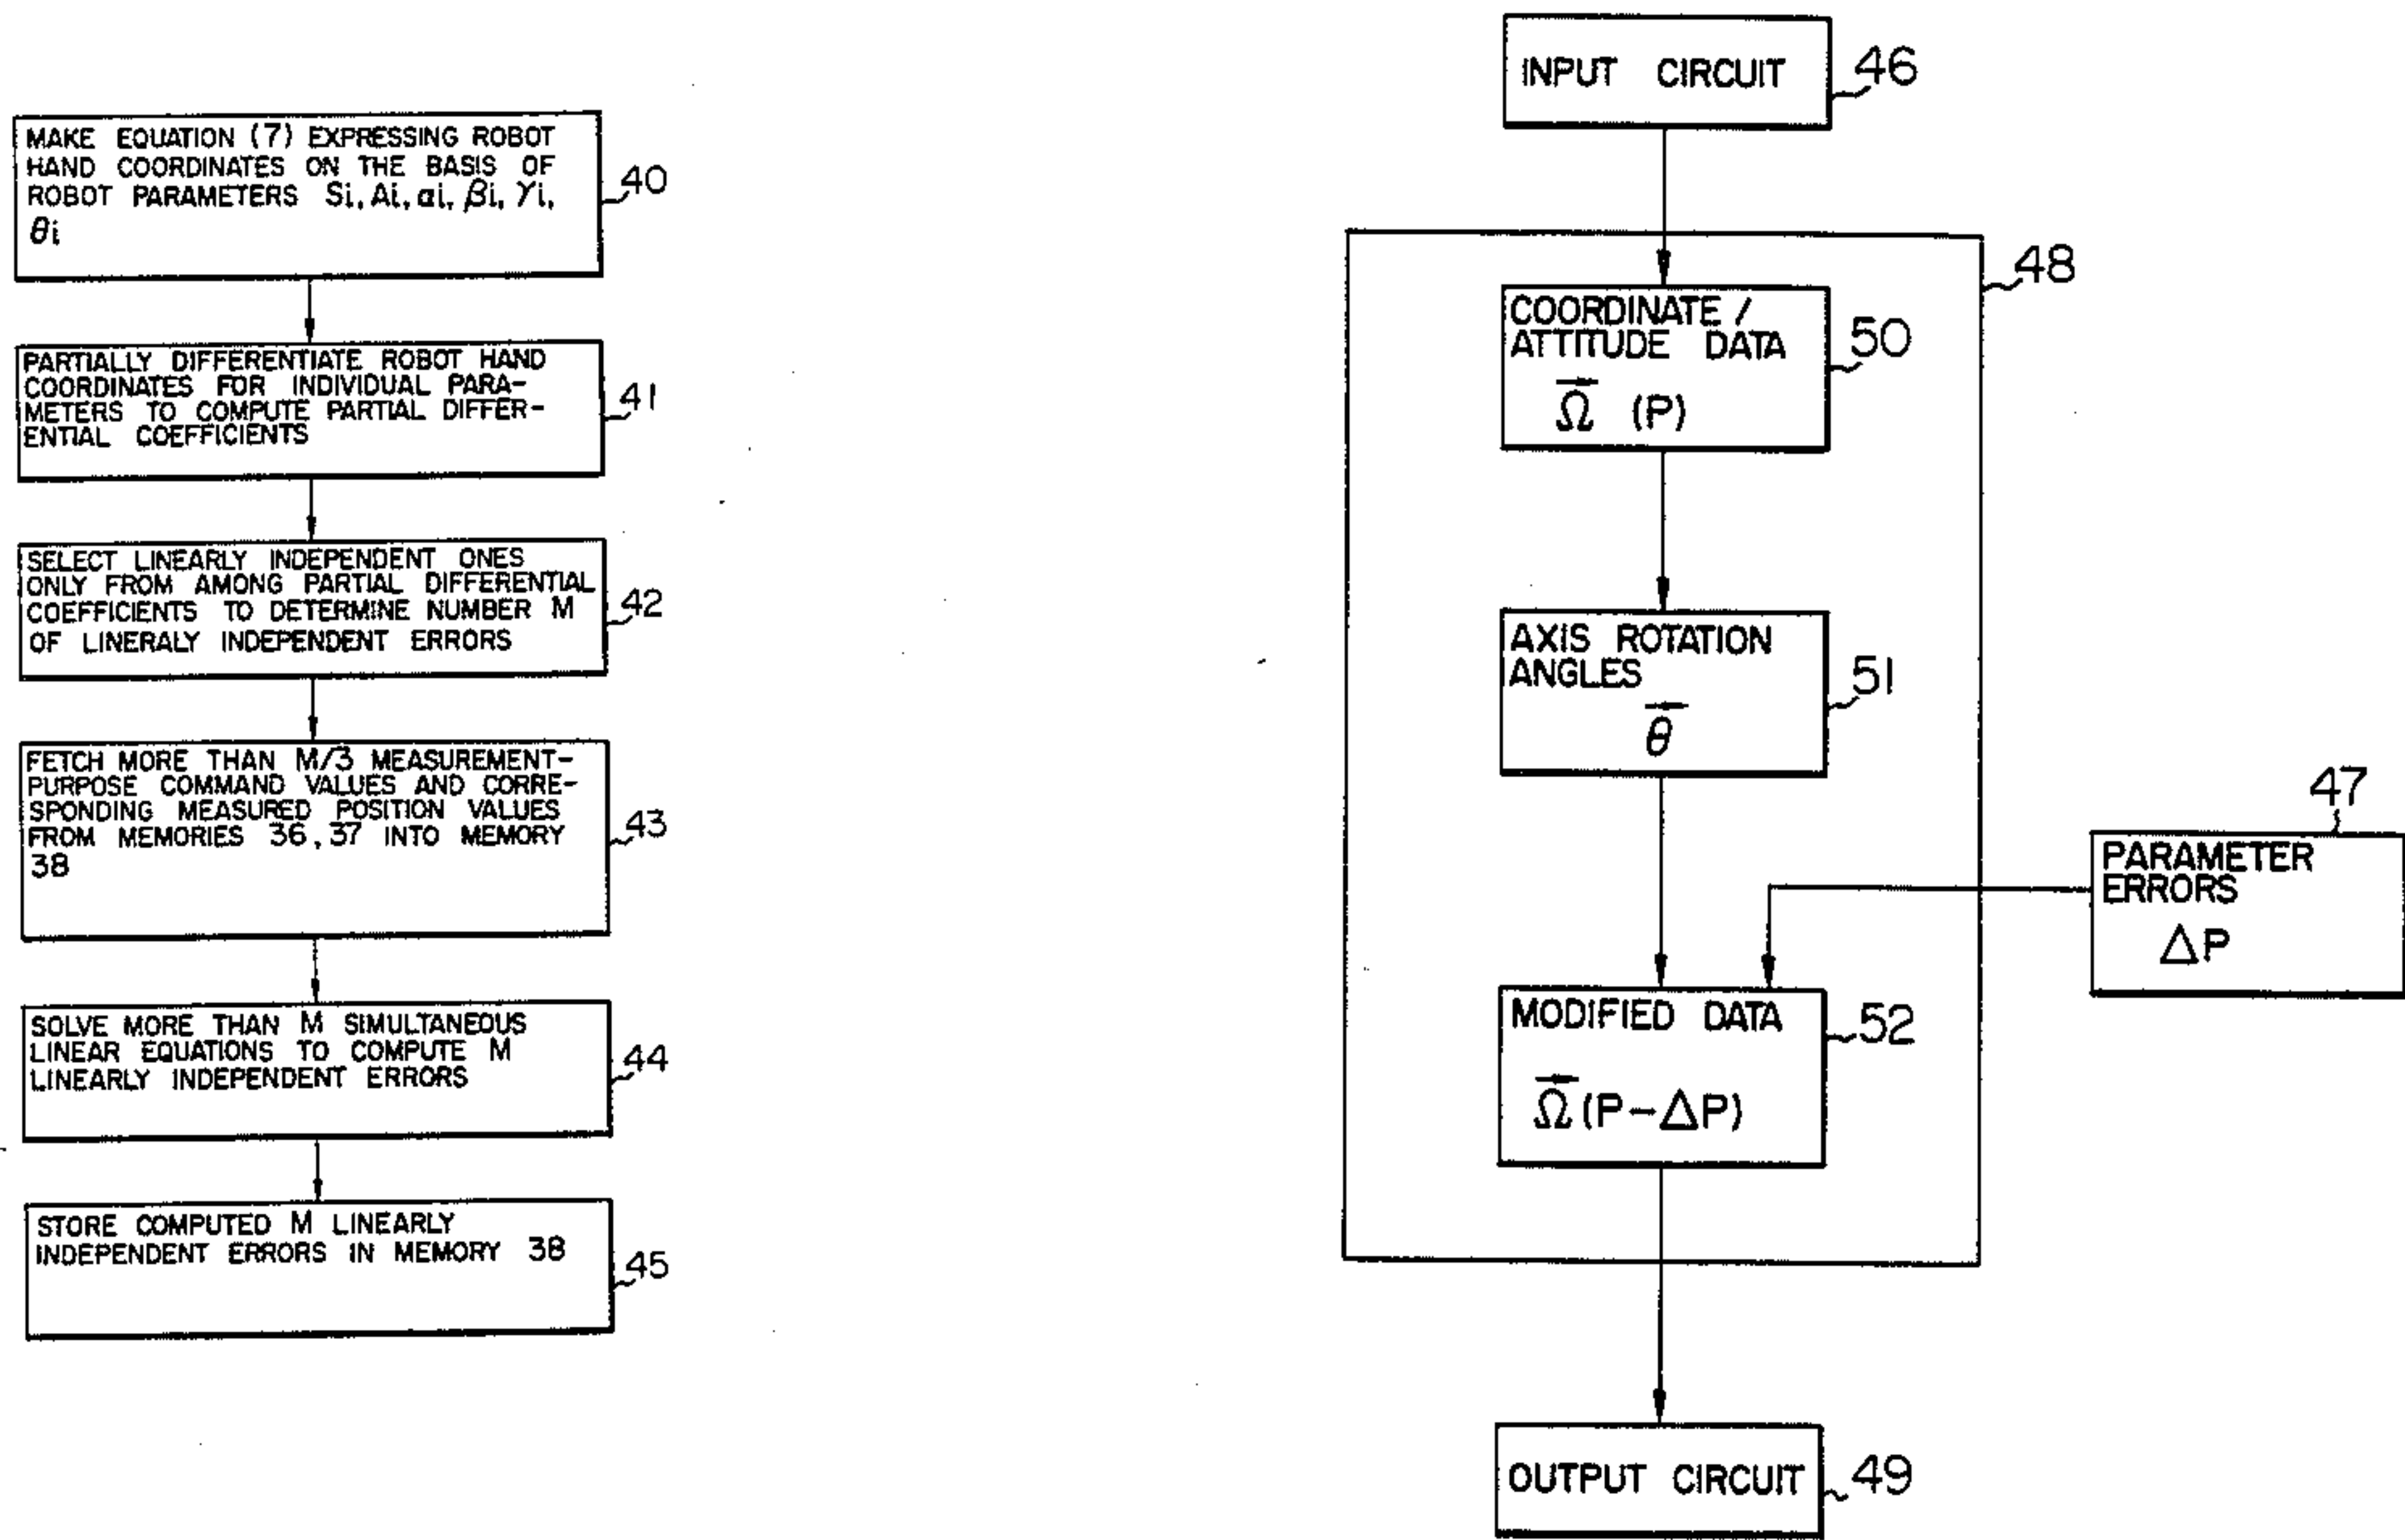 MAKE EQUATION (7) EXPRESSING ROBOT
HAND COORDINATES ON THE BASIS OF
ROBOT PARAMETERS Si, Ai, αi, βi, γi,
θi
40
PARTIALLY DIFFERENTIATE ROBOT HAND
COORDINATES FOR INDIVIDUAL PARA-
METERS TO COMPUTE PARTIAL DIFFER-
ENTIAL COEFFICIENTS
41
SELECT LINEARLY INDEPENDENT ONES
ONLY FROM AMONG PARTIAL DIFFERENTIAL
COEFFICIENTS TO DETERMINE NUMBER M
OF LINERALY INDEPENDENT ERRORS
42
FETCH MORE THAN M/3 MEASUREMENT-
PURPOSE COMMAND VALUES AND CORRE-
SPONDING MEASURED POSITION VALUES
FROM MEMORIES 36, 37 INTO MEMORY
38
43
SOLVE MORE THAN M SIMULTANEOUS
LINEAR EQUATIONS TO COMPUTE M
LINEARLY INDEPENDENT ERRORS
44
STORE COMPUTED M LINEARLY
INDEPENDENT ERRORS IN MEMORY 38
45
INPUT CIRCUIT
46
48
COORDINATE /
ATTITUDE DATA
Ω⃗ (P)
50
AXIS ROTATION
ANGLES
θ⃗
51
47
PARAMETER
ERRORS
ΔP
MODIFIED DATA
Ω⃗ (P-ΔP)
52
OUTPUT CIRCUIT
49